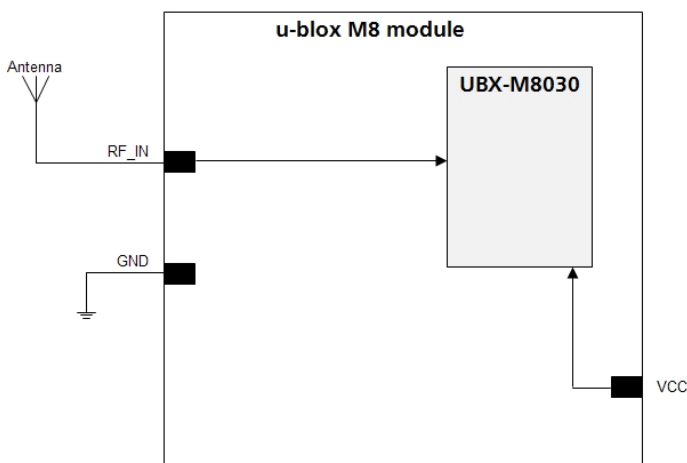 u-blox M8 module
Antenna
UBX-M8030
RF_IN
GND
VCC